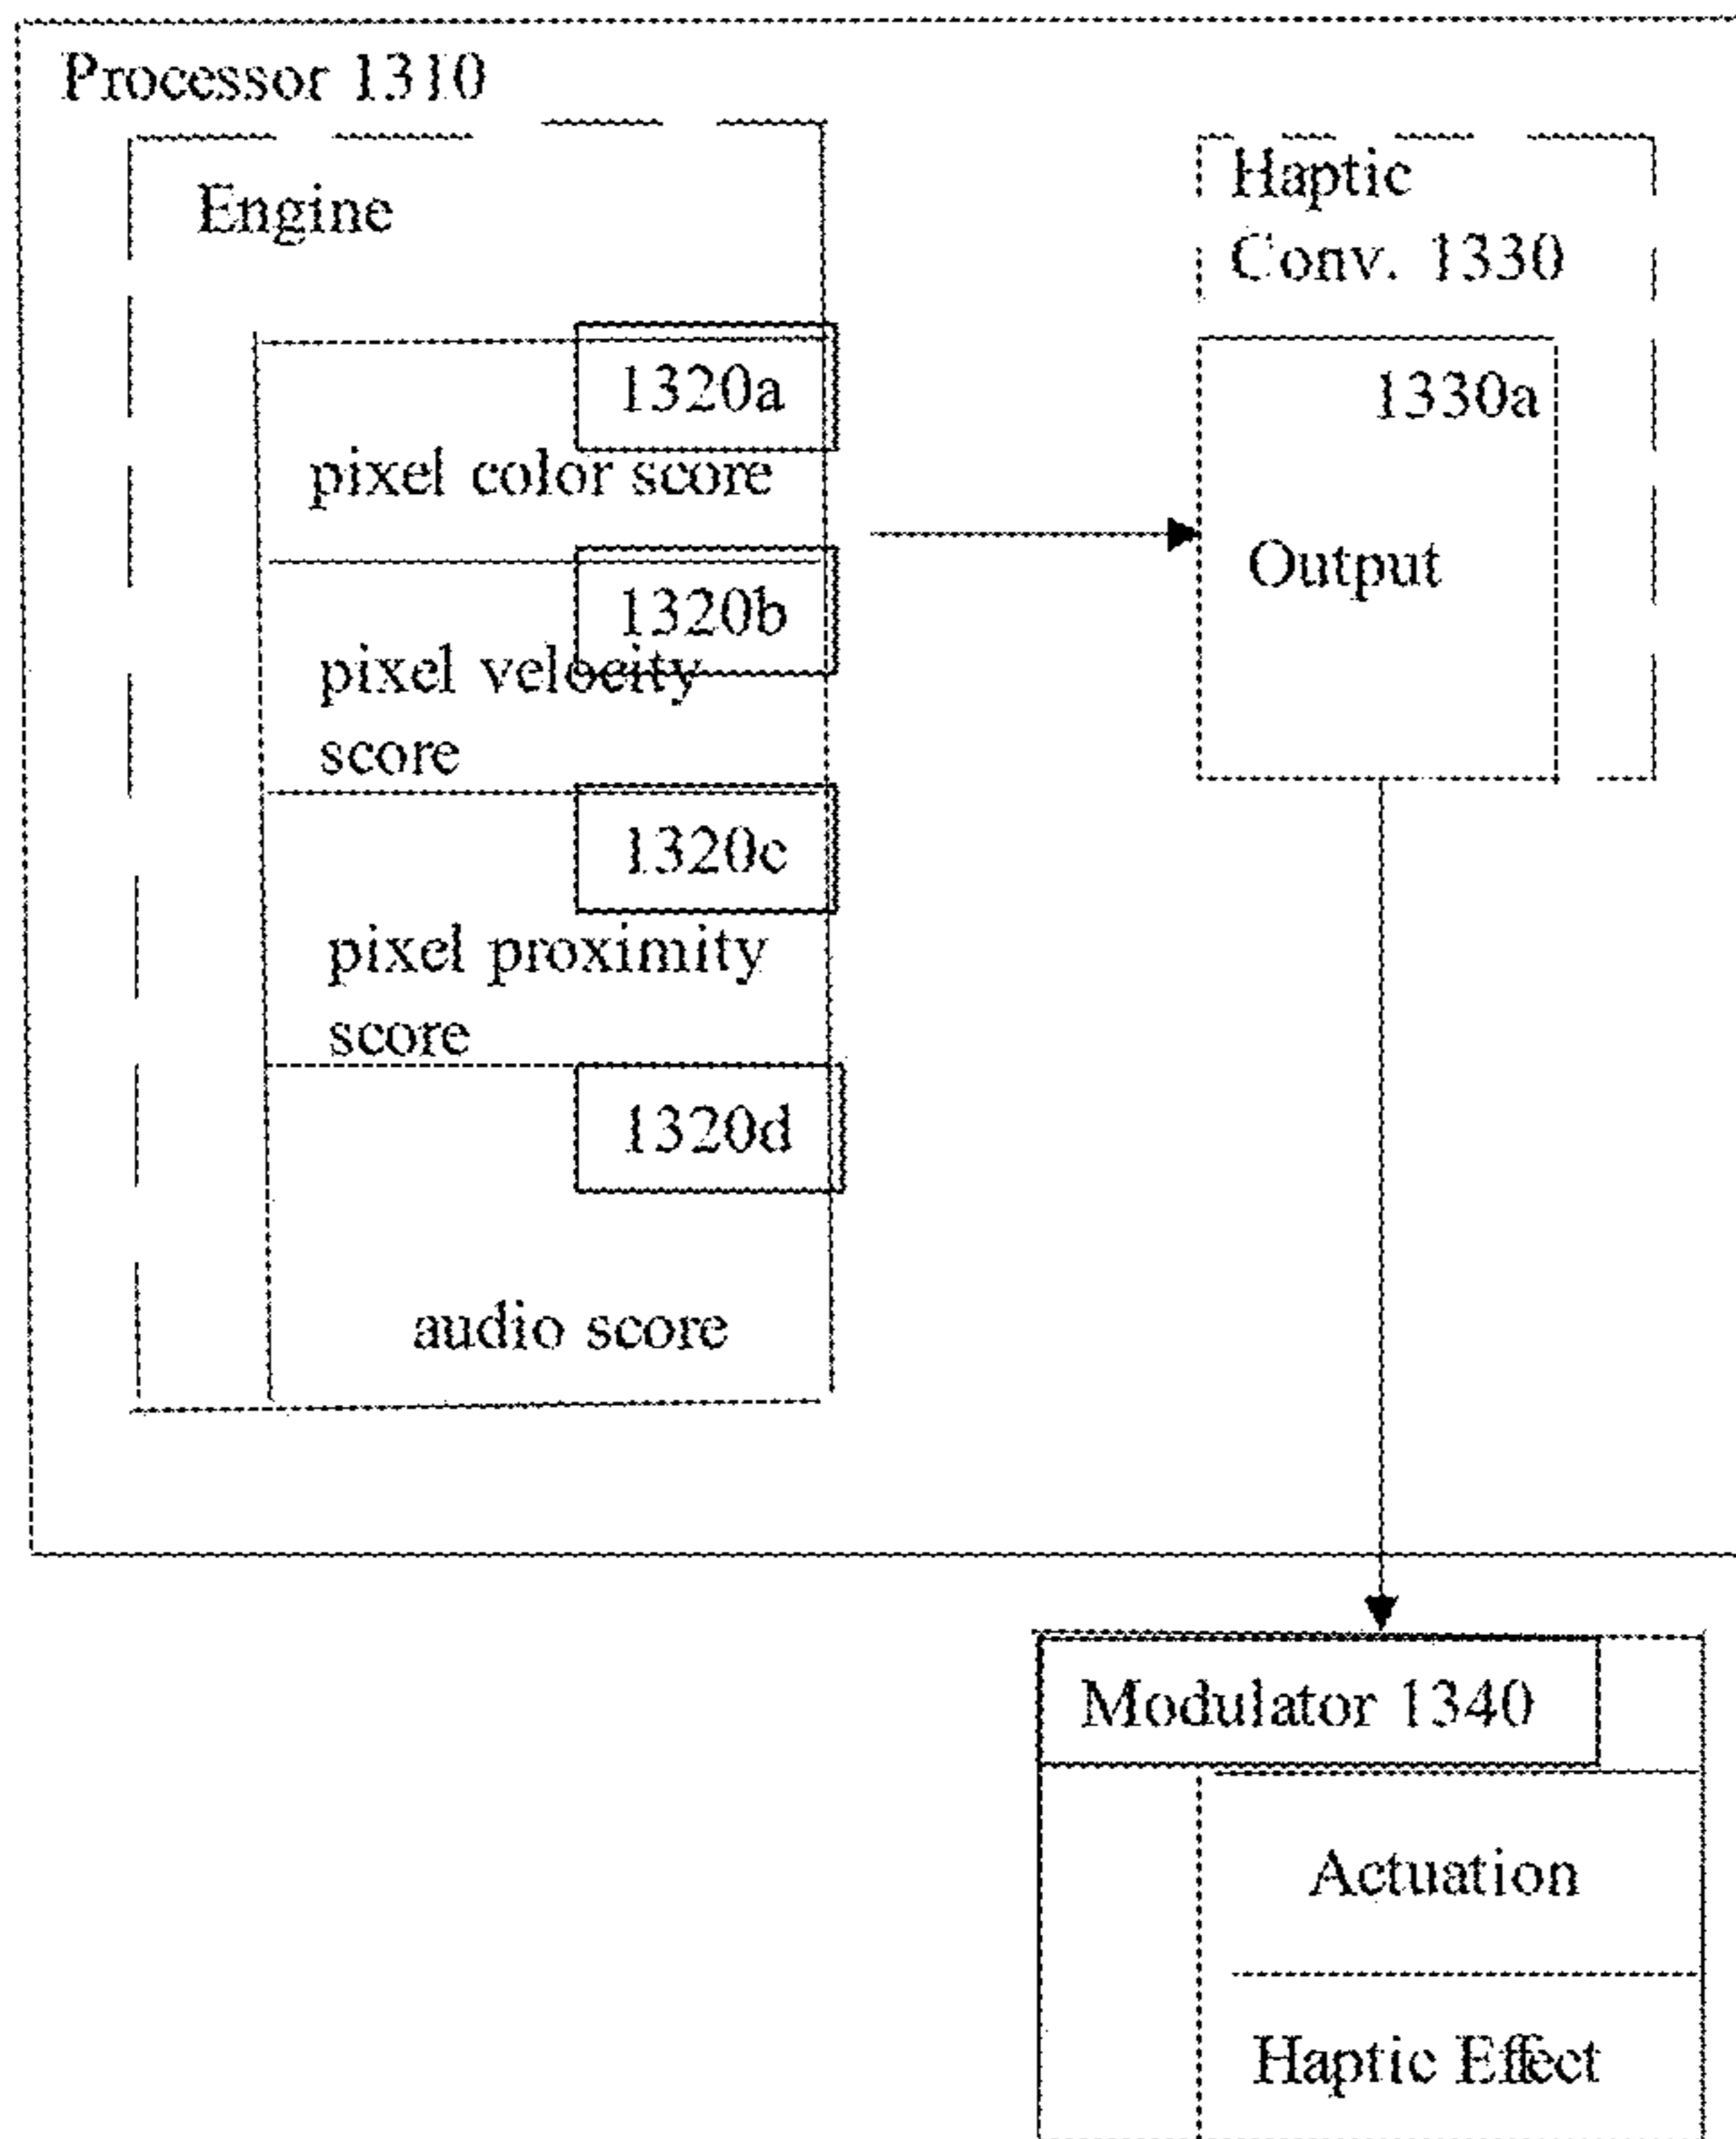 Processor 1310
Engine
1320a
pixel color score
1320b
pixel velocity
score
1320c
pixel proximity
score
1320d
audio score
Haptic
Conv. 1330
1330a
Output
Modulator 1340
Actuation
Haptic Effect